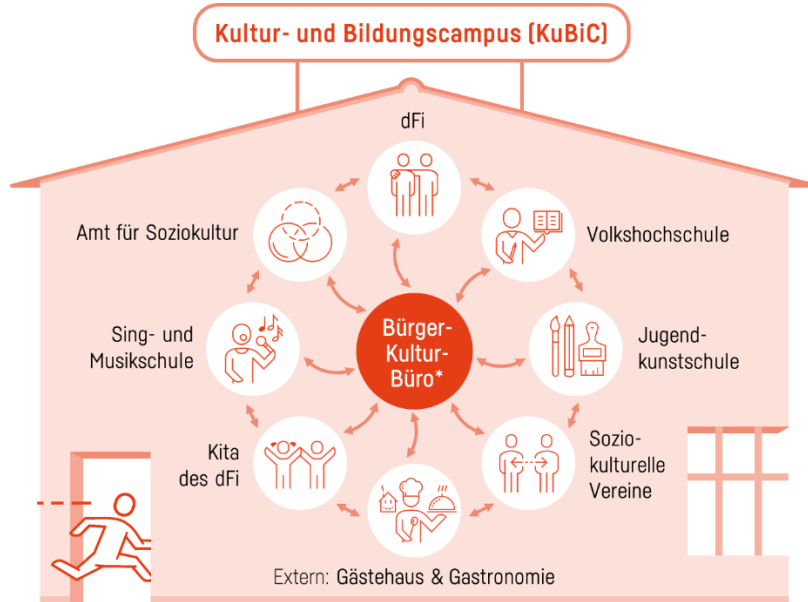 Kultur- und Bildungscampus (KuBiC)
dFi
Amt für Soziokultur
Volkshochschule
Sing- und
Musikschule
Bürger-
Kultur-
Büro*
Jugend-
kunstschule
Kita
des dFi
Sozio-
kulturelle
Vereine
Extern: Gästehaus & Gastronomie